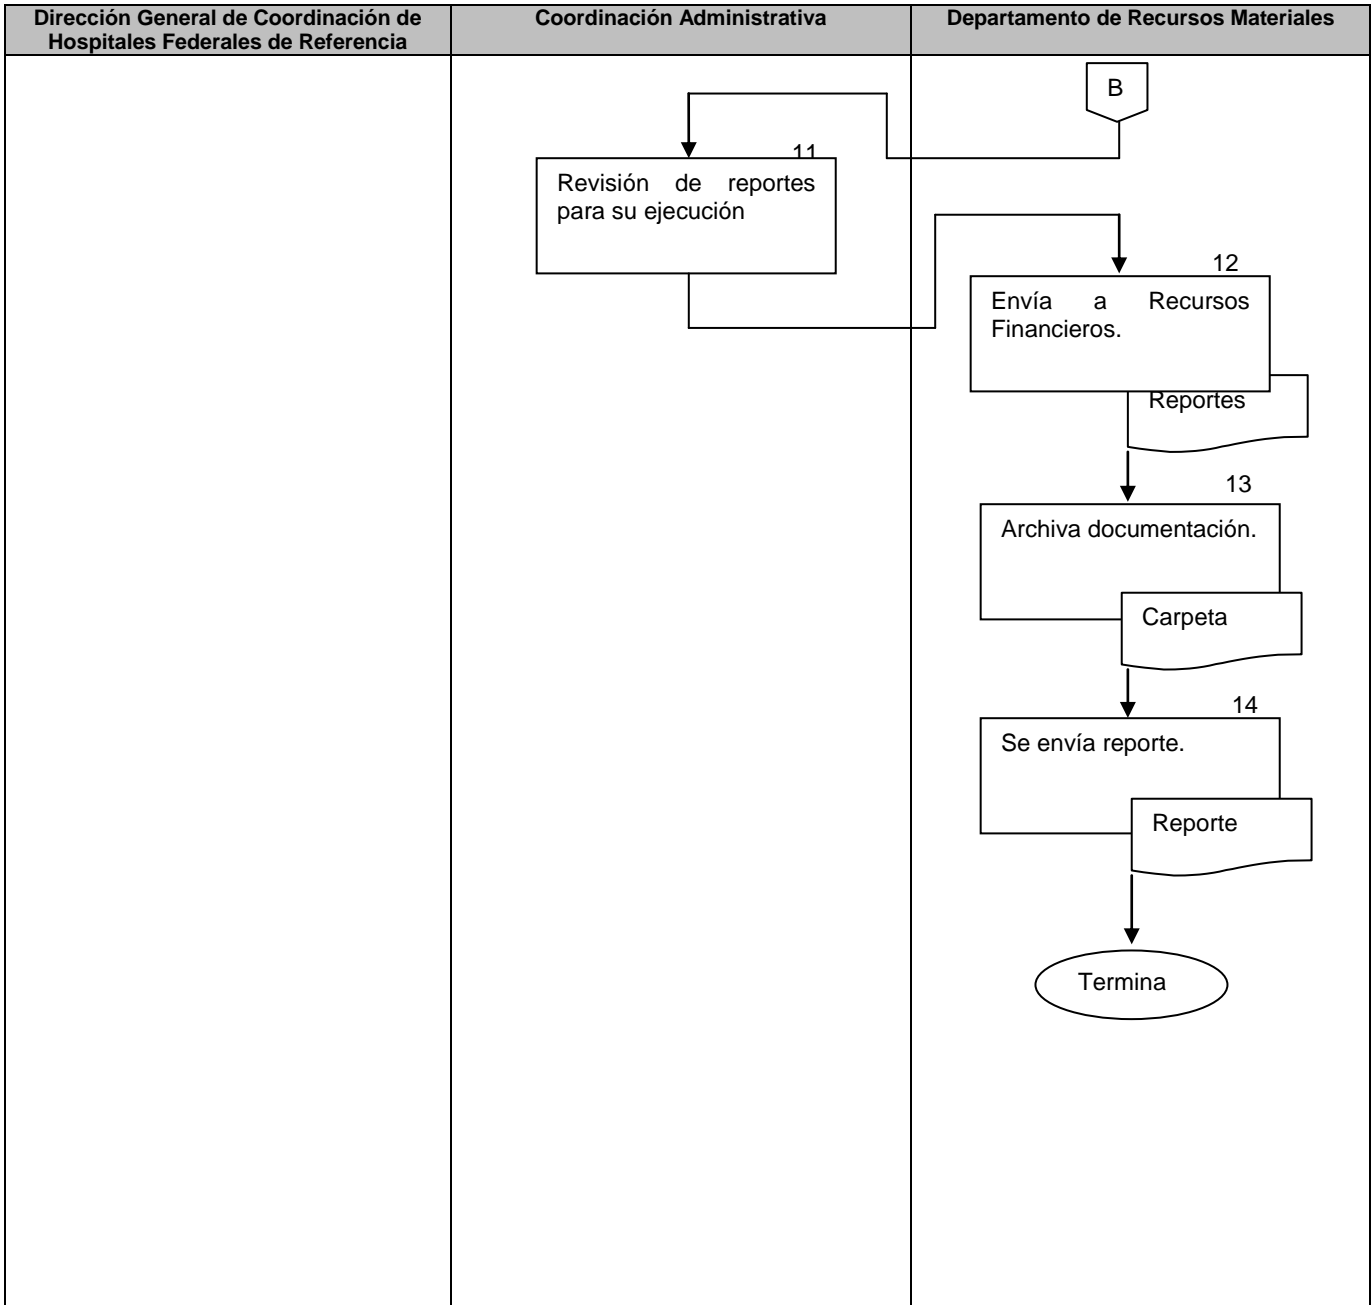 Dirección General de Coordinación de
Hospitales Federales de Referencia
Coordinación Administrativa
Departamento de Recursos Materiales
B
11
Revisión de reportes
para su ejecución
12
Envía a Recursos
Financieros.
Reportes
13
Archiva documentación.
Carpeta
14
Se envía reporte.
Reporte
Termina